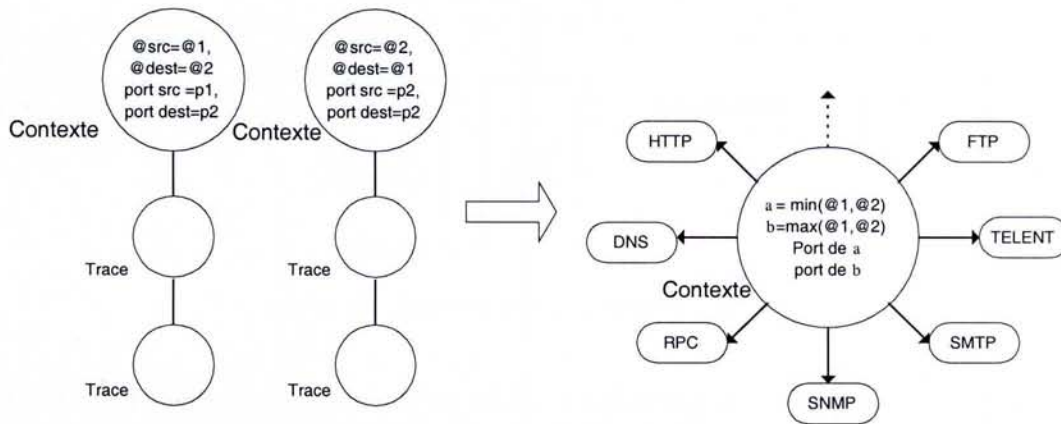 @src=@1,
@dest=@2
port src =p1,
port dest=p2
Contexte
Trace
Trace
@src=@2,
@dest=@1
port src =p2,
port dest=p2
Contexte
Trace
Trace
HTTP
FTP
DNS
TELENT
RPC
SMTP
SNMP
a = min(@1,@2)
b=max(@1,@2)
Port de a
port de b
Contexte